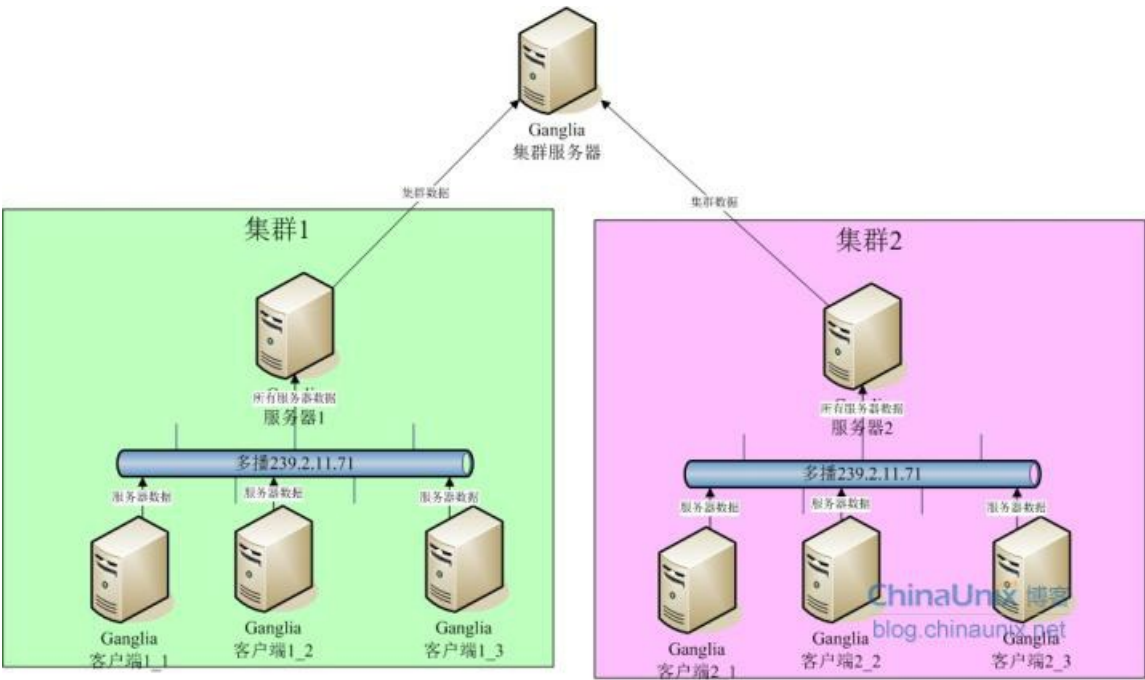 Ganglia
集群服务器
集群数据
集群数据
集群1
所有服务器数据
服务器1
多播239.2.11.71
服务器数据
服务器数据
服务器数据
Ganglia
客户端1_1
Ganglia
客户端1_2
Ganglia
客户端1_3
集群2
所有服务器数据
服务器2
多播239.2.11.71
服务器数据
服务器数据
服务器数据
Ganglia
客户端2_1
Ganglia
客户端2_2
Ganglia
客户端2_3
ChinaUnix 博客
blog.chinaunix.net